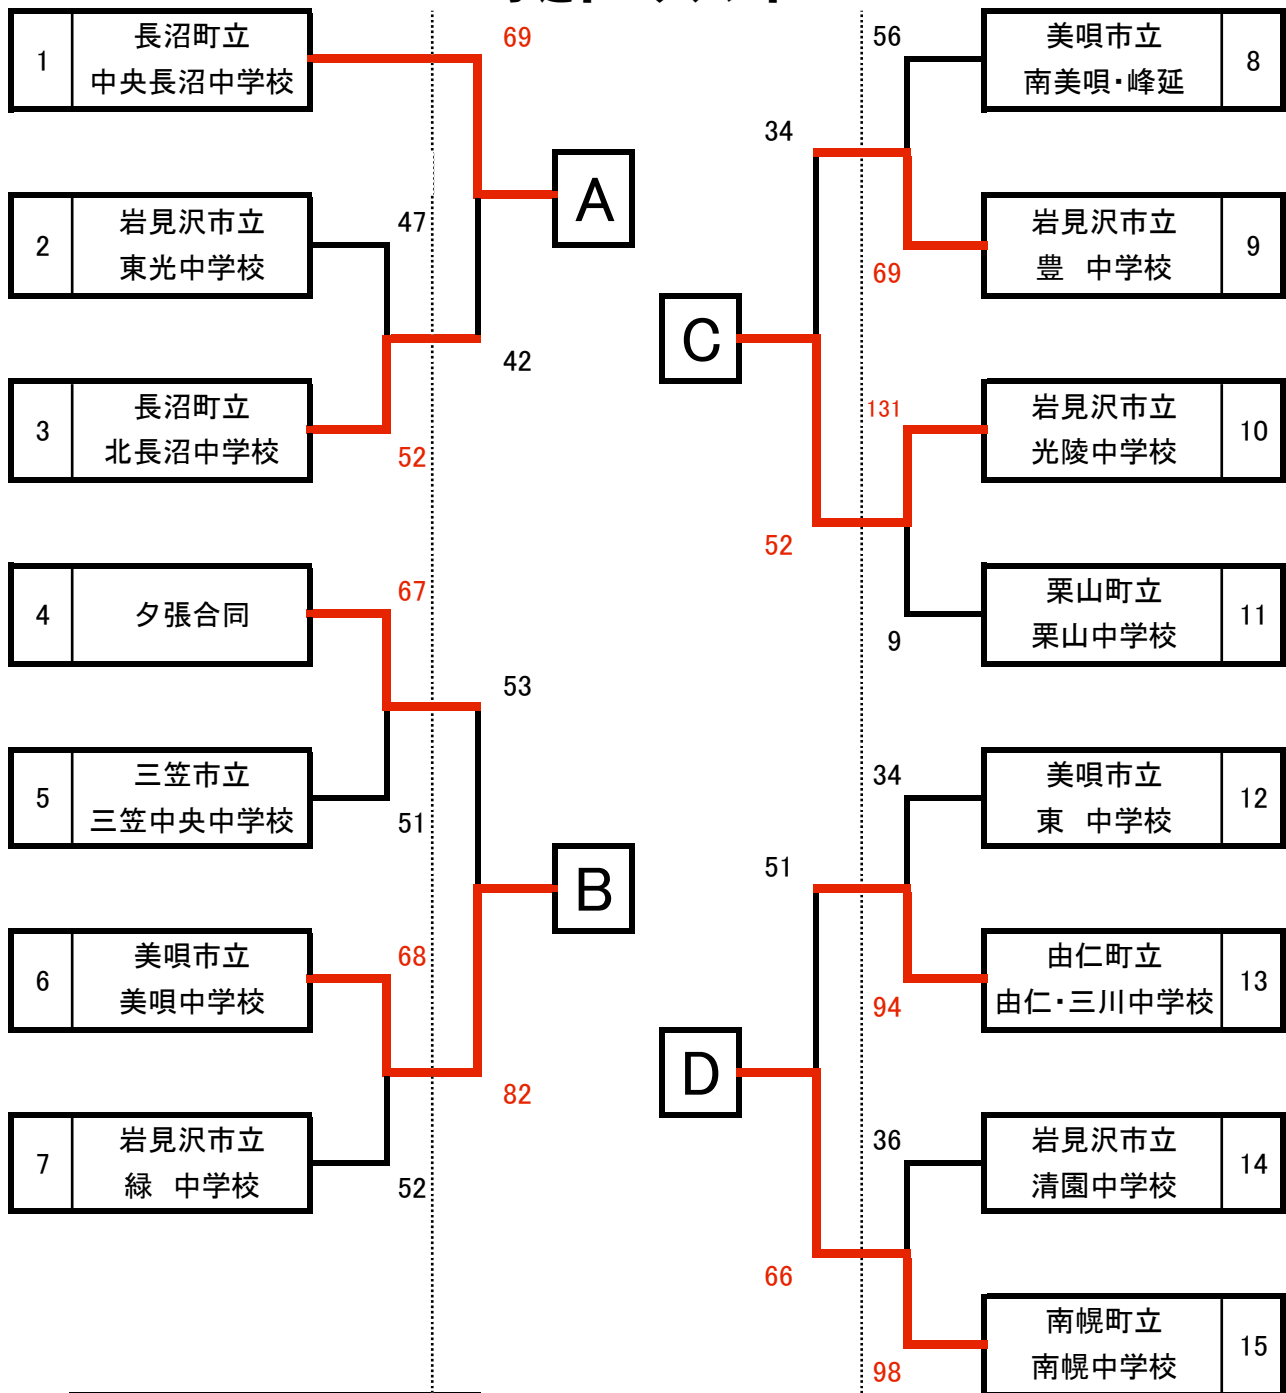 69
1
長沼町立
中央長沼中学校
A
47
2
岩見沢市立
東光中学校
42
3
長沼町立
北長沼中学校
52
4
夕張合同
67
53
5
三笠市立
三笠中央中学校
51
B
6
美唄市立
美唄中学校
68
82
7
岩見沢市立
緑 中学校
52
56
美唄市立
南美唄・峰延
8
34
岩見沢市立
豊 中学校
9
69
C
131
岩見沢市立
光陵中学校
10
52
栗山町立
栗山中学校
11
9
34
美唄市立
東 中学校
12
51
由仁町立
由仁・三川中学校
13
94
D
36
岩見沢市立
清園中学校
14
66
南幌町立
南幌中学校
15
98